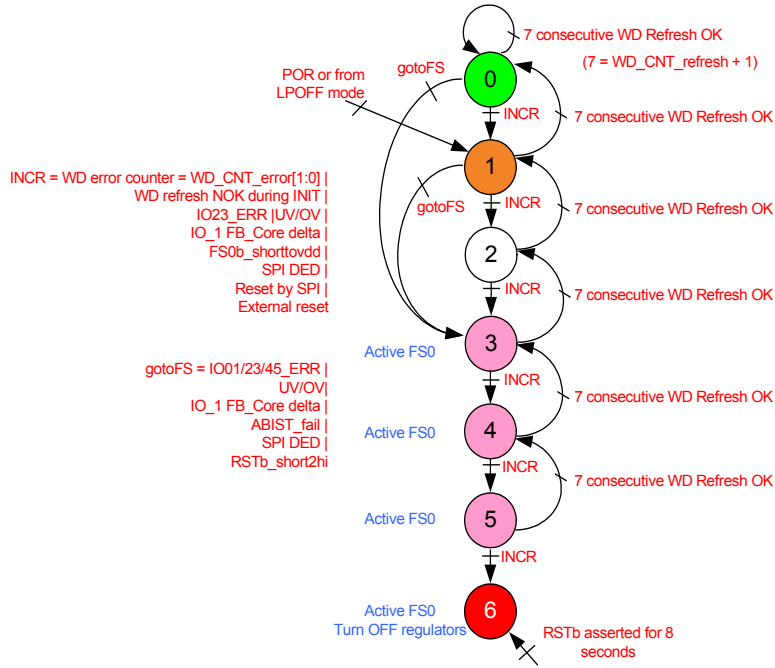 7 consecutive WD Refresh OK
(7 = WD_CNT_refresh + 1)
gotoFS
0
POR or from
LPOFF mode
INCR
7 consecutive WD Refresh OK
1
INCR = WD error counter = WD_CNT_error[1:0] |
WD refresh NOK during INIT |
IO23_ERR |UV/OV |
IO_1 FB_Core delta |
FS0b_shorttovdd |
SPI DED |
Reset by SPI |
External reset
gotoFS
INCR
7 consecutive WD Refresh OK
2
INCR
7 consecutive WD Refresh OK
3
Active FS0
gotoFS = IO01/23/45_ERR |
UV/OV|
IO_1 FB_Core delta |
ABIST_fail |
SPI DED |
RSTb_short2hi
INCR
7 consecutive WD Refresh OK
4
Active FS0
INCR
7 consecutive WD Refresh OK
5
Active FS0
INCR
6
Active FS0
Turn OFF regulators
RSTb asserted for 8
seconds